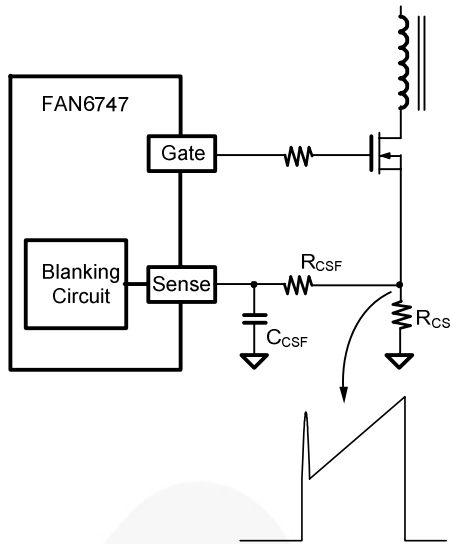 FAN6747
Gate
Blanking
Circuit
Sense
RCSF
CCSF
RCS